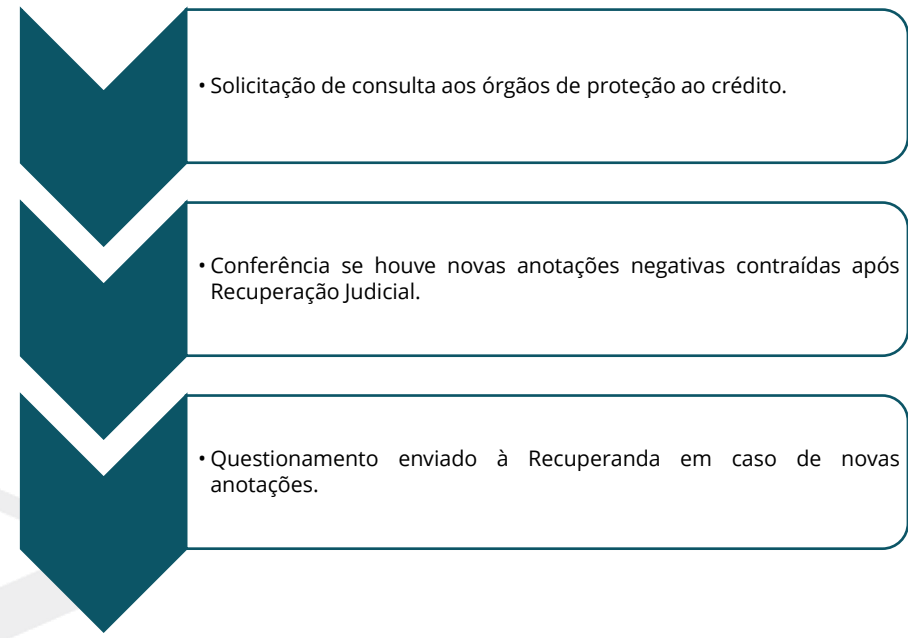 • Solicitação de consulta aos órgãos de proteção ao crédito.
• Conferência se houve novas anotações negativas contraídas após
Recuperação Judicial.
• Questionamento enviado à Recuperanda em caso de novas
anotações.